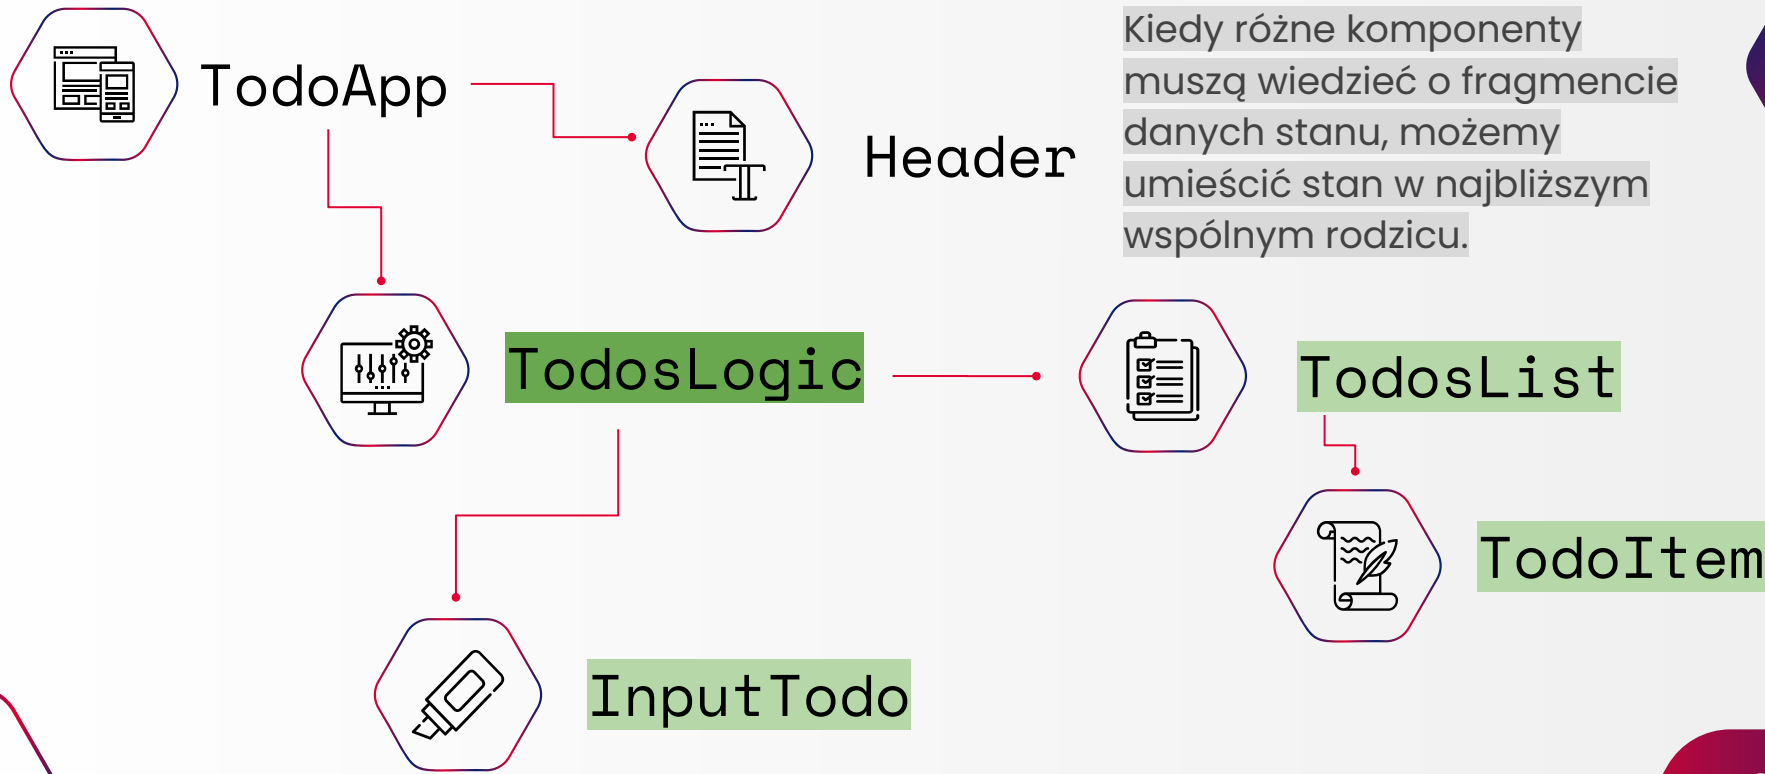 TodoApp
Header
Kiedy różne komponenty
muszą wiedzieć o fragmencie
danych stanu, możemy
umieścić stan w najbliższym
wspólnym rodzicu.
TodosLogic
TodosList
TodoItem
InputTodo